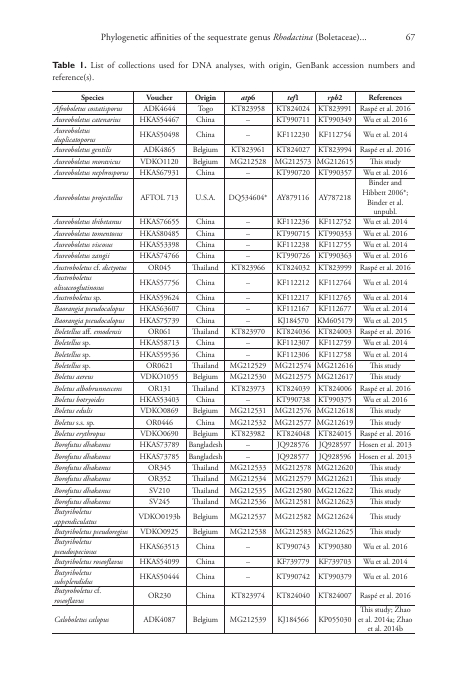 Phylogenetic affinities of the sequestrate genus Rhodactina (Boletaceae)... 67
Table 1. List of collections used for DNA analyses, with origin, GenBank accession numbers and
reference(s).
Species Voucher Origin atp6 tef1 rpb2 References
Afroboletus costatisporus ADK4644 Togo KT823958 KT824024 KT823991 Raspé et al. 2016
Aureoboletus catenarius HKAS54467 China – KT990711 KT990349 Wu et al. 2016
Aureoboletus
duplicatoporus HKAS50498 China – KF112230 KF112754 Wu et al. 2014
Aureoboletus gentilis ADK4865 Belgium KT823961 KT824027 KT823994 Raspé et al. 2016
Aureoboletus moravicus VDKO1120 Belgium MG212528 MG212573 MG212615 This study
Aureoboletus nephrosporus HKAS67931 China – KT990720 KT990357 Wu et al. 2016
Aureoboletus projectellus AFTOL 713 U.S.A. DQ534604* AY879116 AY787218 Binder and
Hibbett 2006*;
Binder et al.
unpubl.
Aureoboletus thibetanus HKAS76655 China – KF112236 KF112752 Wu et al. 2014
Aureoboletus tomentosus HKAS80485 China – KT990715 KT990353 Wu et al. 2016
Aureoboletus viscosus HKAS53398 China – KF112238 KF112755 Wu et al. 2014
Aureoboletus zangii HKAS74766 China – KT990726 KT990363 Wu et al. 2016
Austroboletus cf. dictyotus OR045 Thailand KT823966 KT824032 KT823999 Raspé et al. 2016
Austroboletus
olivaceoglutinosus HKAS57756 China – KF112212 KF112764 Wu et al. 2014
Austroboletus sp. HKAS59624 China – KF112217 KF112765 Wu et al. 2014
Baorangia pseudocalopus HKAS63607 China – KF112167 KF112677 Wu et al. 2014
Baorangia pseudocalopus HKAS75739 China – KJ184570 KM605179 Wu et al. 2015
Boletellus aff. emodensis OR061 Thailand KT823970 KT824036 KT824003 Raspé et al. 2016
Boletellus sp. HKAS58713 China – KF112307 KF112759 Wu et al. 2014
Boletellus sp. HKAS59536 China – KF112306 KF112758 Wu et al. 2014
Boletellus sp. OR0621 Thailand MG212529 MG212574 MG212616 This study
Boletus aereus VDKO1055 Belgium MG212530 MG212575 MG212617 This study
Boletus albobrunnescens OR131 Thailand KT823973 KT824039 KT824006 Raspé et al. 2016
Boletus botryoides HKAS53403 China – KT990738 KT990375 Wu et al. 2016
Boletus edulis VDKO0869 Belgium MG212531 MG212576 MG212618 This study
Boletus s.s. sp. OR0446 China MG212532 MG212577 MG212619 This study
Boletus erythropus VDKO0690 Belgium KT823982 KT824048 KT824015 Raspé et al. 2016
Borofutus dhakanus HKAS73789 Bangladesh – JQ928576 JQ928597 Hosen et al. 2013
Borofutus dhakanus HKAS73785 Bangladesh – JQ928577 JQ928596 Hosen et al. 2013
Borofutus dhakanus OR345 Thailand MG212533 MG212578 MG212620 This study
Borofutus dhakanus OR352 Thailand MG212534 MG212579 MG212621 This study
Borofutus dhakanus SV210 Thailand MG212535 MG212580 MG212622 This study
Borofutus dhakanus SV245 Thailand MG212536 MG212581 MG212623 This study
Butyriboletus
appendiculatus VDKO0193b Belgium MG212537 MG212582 MG212624 This study
Butyriboletus pseudoregius VDKO0925 Belgium MG212538 MG212583 MG212625 This study
Butyriboletus
pseudospeciosus HKAS63513 China – KT990743 KT990380 Wu et al. 2016
Butyriboletus roseoflavus HKAS54099 China – KF739779 KF739703 Wu et al. 2014
Butyriboletus
subsplendidus HKAS50444 China – KT990742 KT990379 Wu et al. 2016
Butyroboletus cf.
roseoflavus OR230 China KT823974 KT824040 KT824007 Raspé et al. 2016
Caloboletus calopus ADK4087 Belgium MG212539 KJ184566 KP055030 This study; Zhao
et al. 2014a; Zhao
et al. 2014b